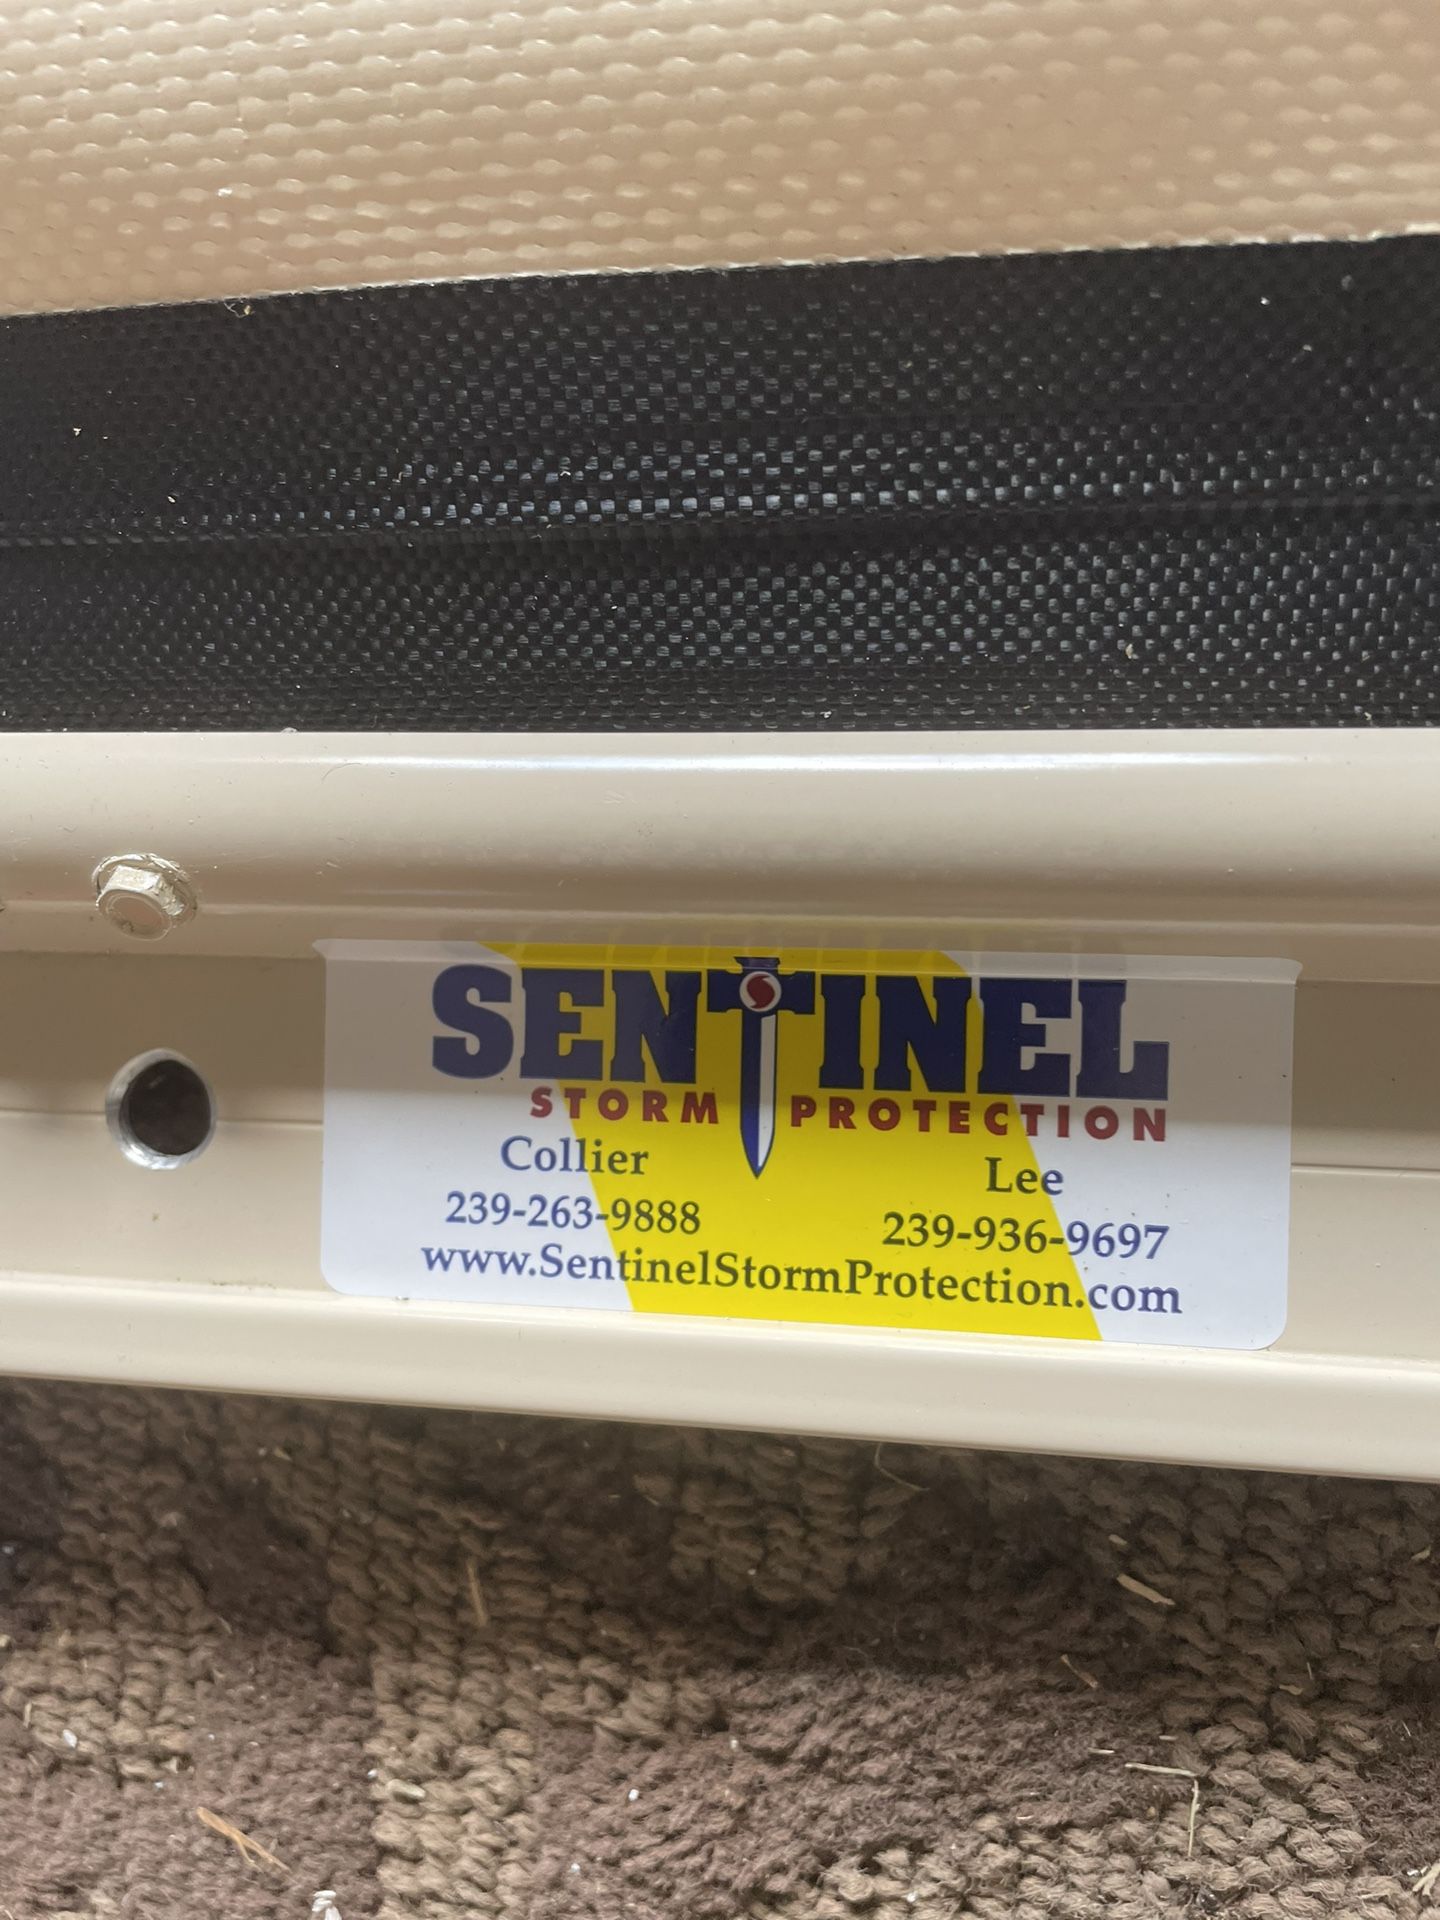 SENTINEL
STORM PROTECTION
Collier Lee
239-263-9888 239-936-9697
www.SentinelStormProtection.com